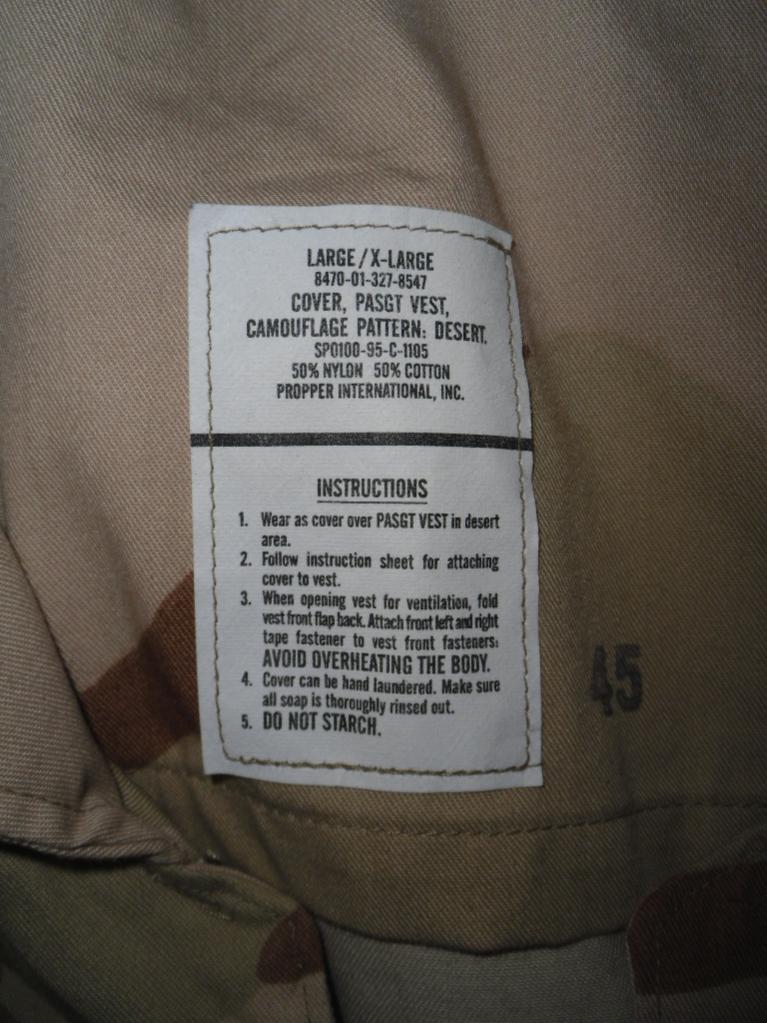 LARGE/X-LARGE
8470-01-327-8547
COVER, PASGT VEST,
CAMOUFLAGE PATTERN: DESERT.
SPO100-95-C-1105
50% NYLON 50% COTTON
PROPPER INTERNATIONAL, INC.
INSTRUCTIONS
1. Wear as cover over PASGT VEST in desert
area.
2. Follow instruction sheet for attaching
cover to vest.
3. When opening vest for ventilation, fold
vest front flap back. Attach front left and right
tape fastener to vest front fasteners:
AVOID OVERHEATING THE BODY.
4. Cover can be hand laundered. Make sure
all soap is thoroughly rinsed out.
5. DO NOT STARCH.
45